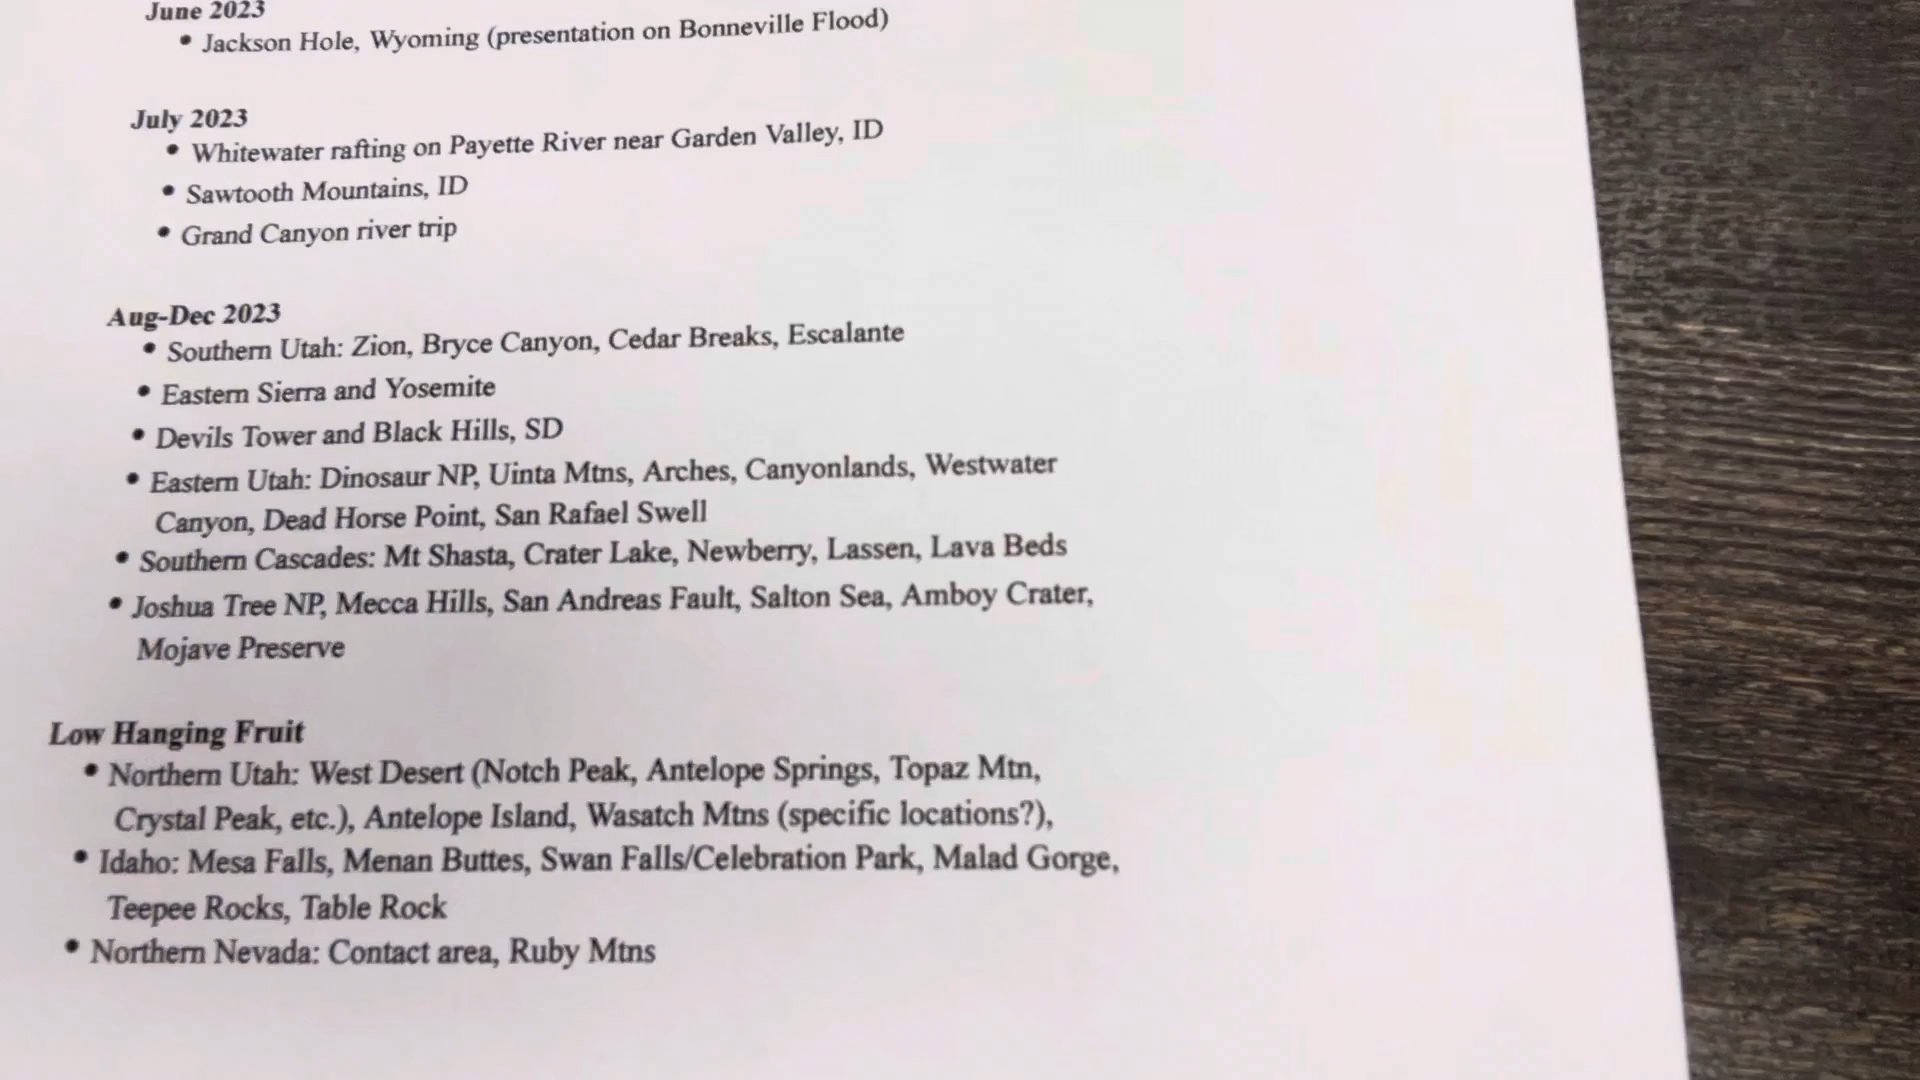 June 2023
• Jackson Hole, Wyoming (presentation on Bonneville Flood)
July 2023
• Whitewater rafting on Payette River near Garden Valley, ID
• Sawtooth Mountains, ID
• Grand Canyon river trip
Aug-Dec 2023
• Southern Utah: Zion, Bryce Canyon, Cedar Breaks, Escalante
• Eastern Sierra and Yosemite
• Devils Tower and Black Hills, SD
• Eastern Utah: Dinosaur NP, Uinta Mtns, Arches, Canyonlands, Westwater
Canyon, Dead Horse Point, San Rafael Swell
• Southern Cascades: Mt Shasta, Crater Lake, Newberry, Lassen, Lava Beds
• Joshua Tree NP, Mecca Hills, San Andreas Fault, Salton Sea, Amboy Crater,
Mojave Preserve
Low Hanging Fruit
• Northern Utah: West Desert (Notch Peak, Antelope Springs, Topaz Mtn,
Crystal Peak, etc.), Antelope Island, Wasatch Mtns (specific locations?),
• Idaho: Mesa Falls, Menan Buttes, Swan Falls/Celebration Park, Malad Gorge,
Teepee Rocks, Table Rock
• Northern Nevada: Contact area, Ruby Mtns